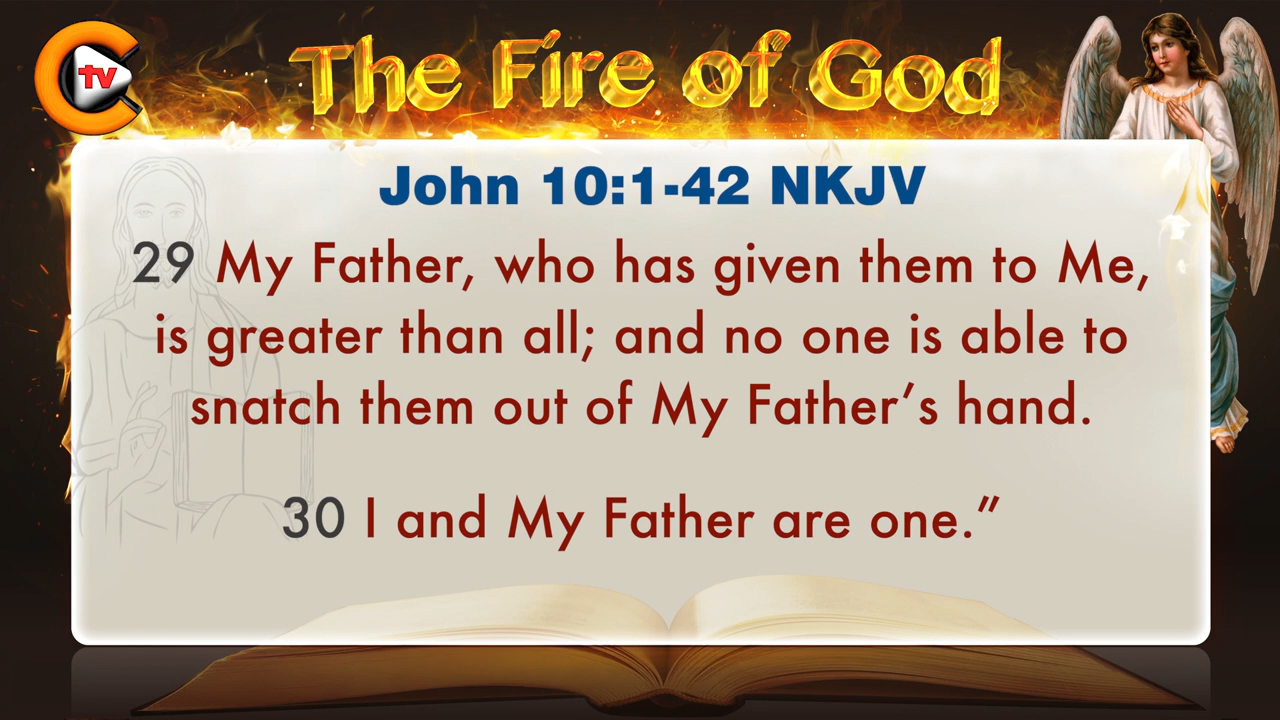 tv
The Fire of God
John 10:1-42 NKJV
29 My Father, who has given them to Me,
is greater than all; and no one is able to
snatch them out of My Father’s hand.
30 I and My Father are one.”